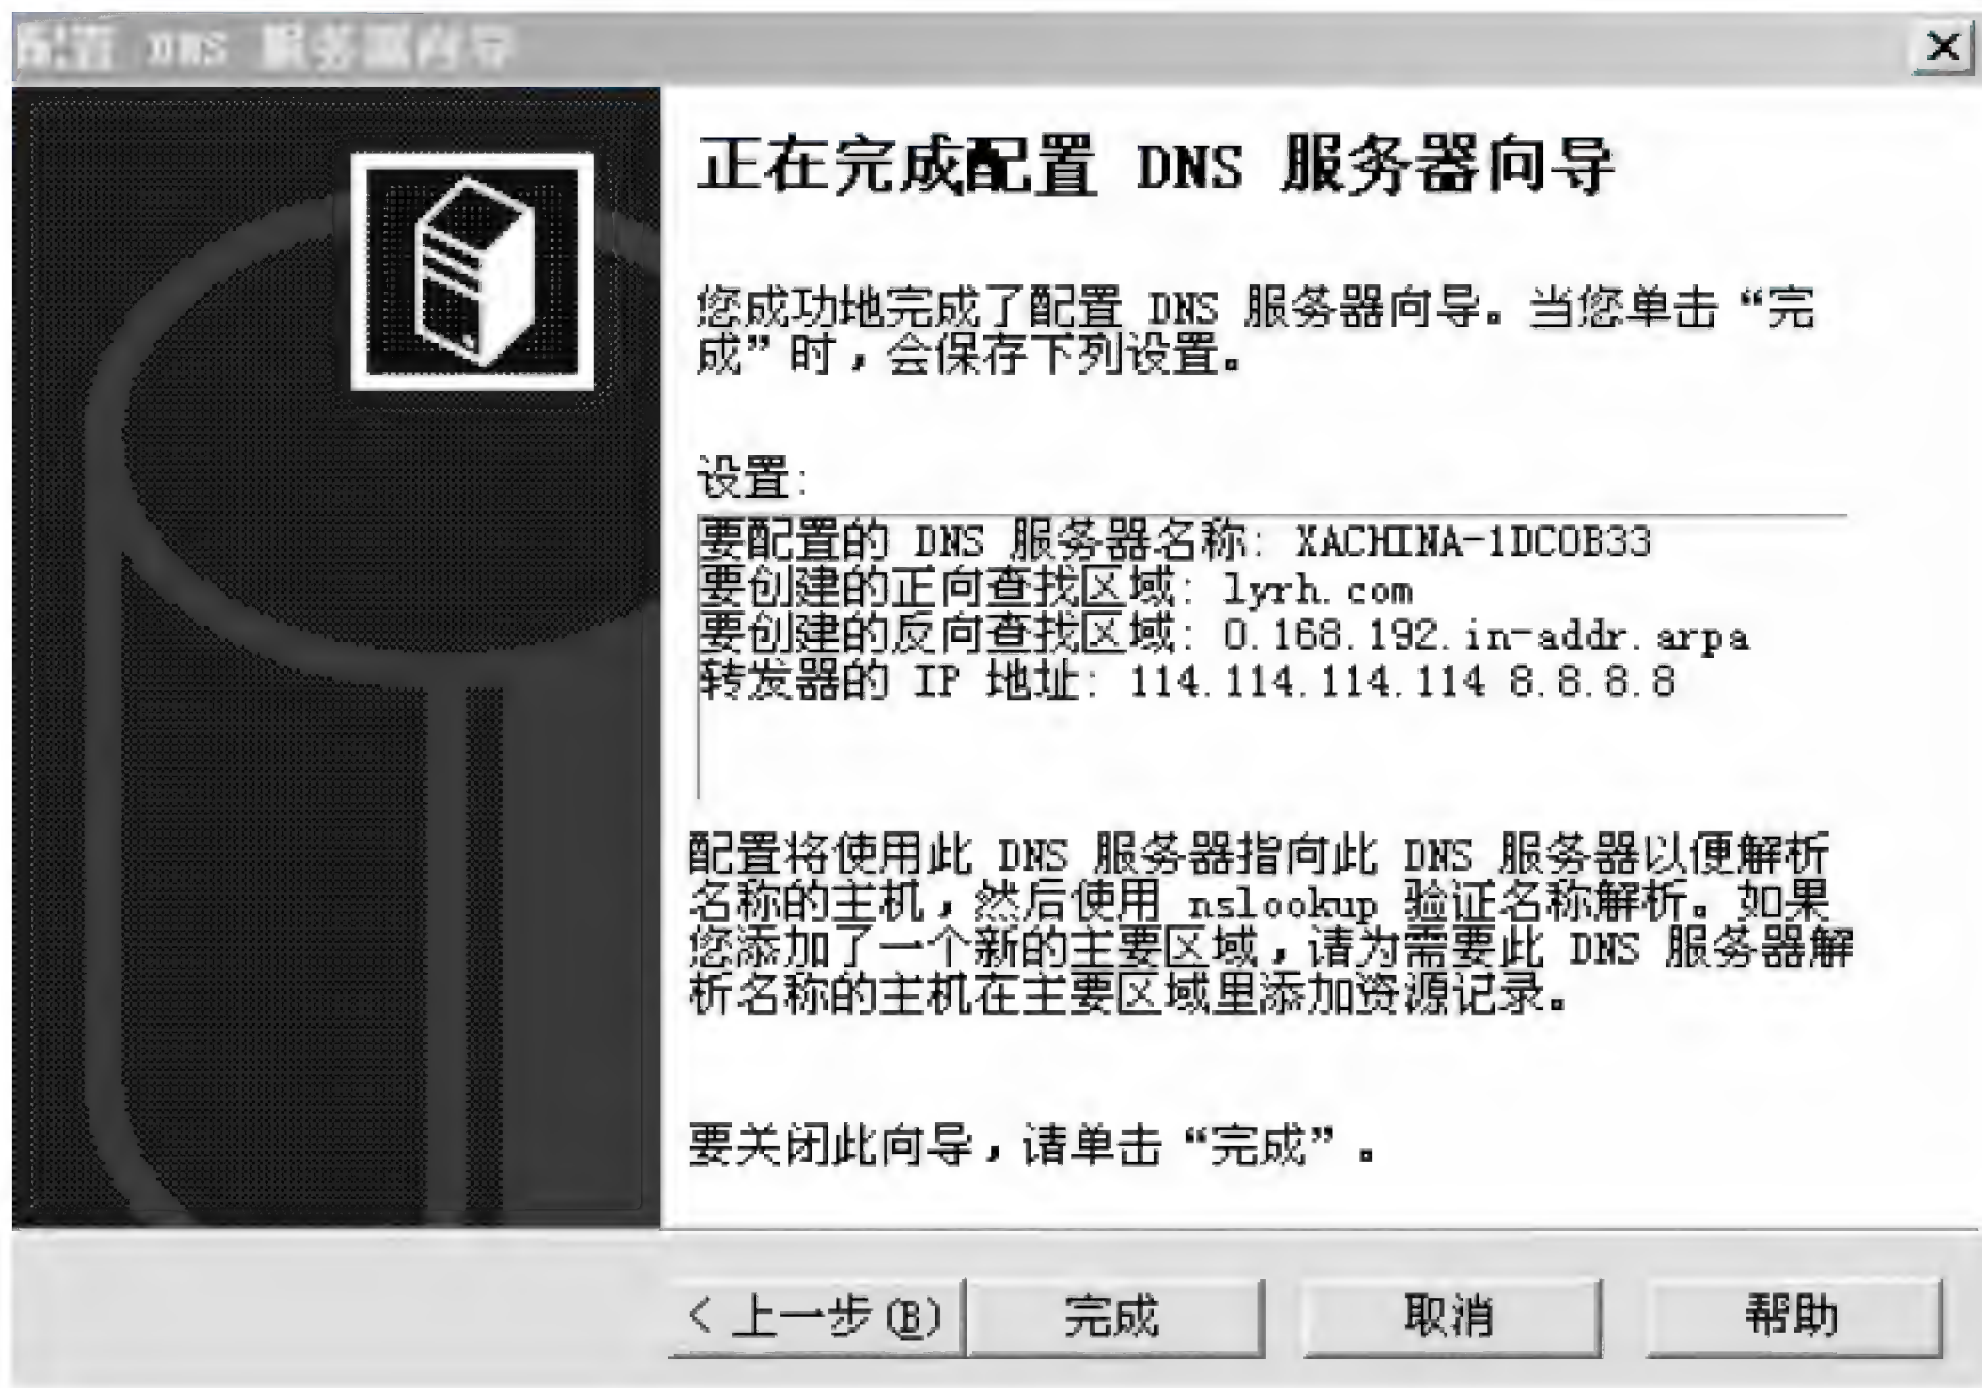 配置 DNS 服务器向导
正在完成配置 DNS 服务器向导
您成功地完成了配置 DNS 服务器向导。当您单击“完
成”时，会保存下列设置。
设置:
要配置的 DNS 服务器名称: XACHINA-1DC0B33
要创建的正向查找区域: lyrh.com
要创建的反向查找区域: 0.168.192.in-addr.arpa
转发器的 IP 地址: 114.114.114.114 8.8.8.8
配置将使用此 DNS 服务器指向此 DNS 服务器以便解析
名称的主机，然后使用 nslookup 验证名称解析。如果
您添加了一个新的主要区域，请为需要此 DNS 服务器解
析名称的主机在主要区域里添加资源记录。
要关闭此向导，请单击“完成”。
< 上一步(B) 完成 取消 帮助